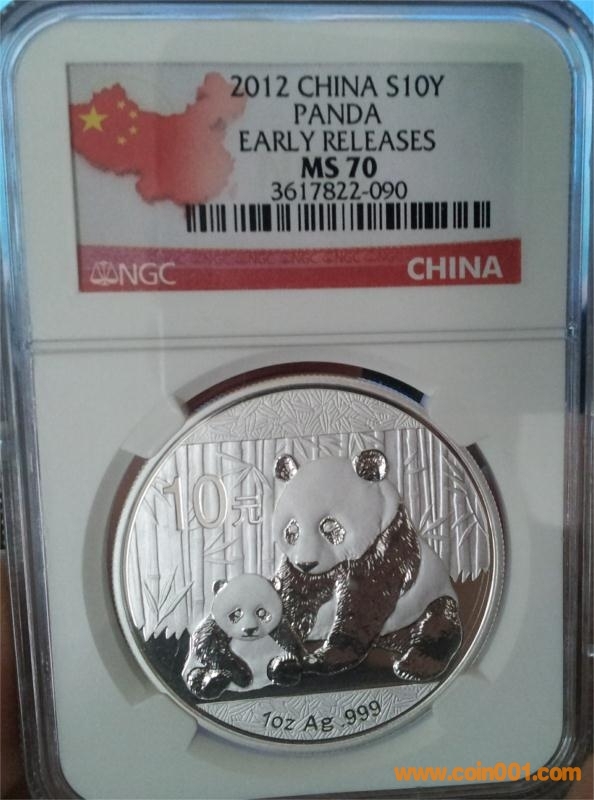 2012 CHINA S10Y
PANDA
EARLY RELEASES
MS 70
3617822-090
NGC
CHINA
10元
1oz Ag .999
www.coin001.com